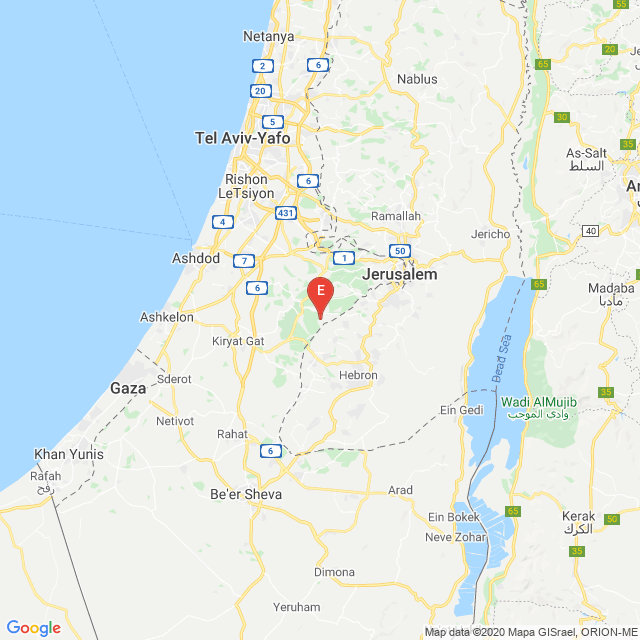 Netanya
2
6
Nablus
65
55
20
20
5
30
Tel Aviv-Yafo
35
As-Salt
السلط
Rishon
LeTsiyon
6
431
4
Ramallah
Jericho
40
50
1
7
Ashdod
Jerusalem
6
E
65
Madaba
مادبا
Ashkelon
Kiryat Gat
Dead Sea
Gaza
Sderot
Hebron
35
Wadi AlMujib
وادي الموجب
Netivot
Ein Gedi
Rahat
Khan Yunis
6
Rafah
رفح
Be'er Sheva
Arad
65
Ein Bokek
Kerak
الكرك
50
Neve Zohar
35
Dimona
Yeruham
Google
Map data ©2020 Mapa GISrael, ORION-ME